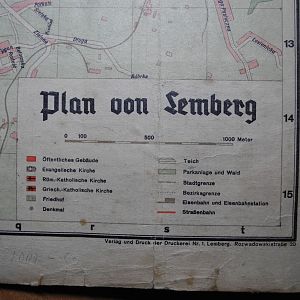 13
Plan von Lemberg
14
0 100 500 1000 Meter
Öffentliches Gebäude
Evangelische Kirche
Röm.-Katholische Kirche
Griech.-Katholische Kirche
Friedhof
Denkmal
Teich
Parkanlage und Wald
Stadtgrenze
Bezirksgrenze
Eisenbahn und Eisenbahnstation
Straßenbahn
15
q r s t
Verlag und Druck der Druckerei Nr. 1, Lemberg, Rozwadowskistraße 20